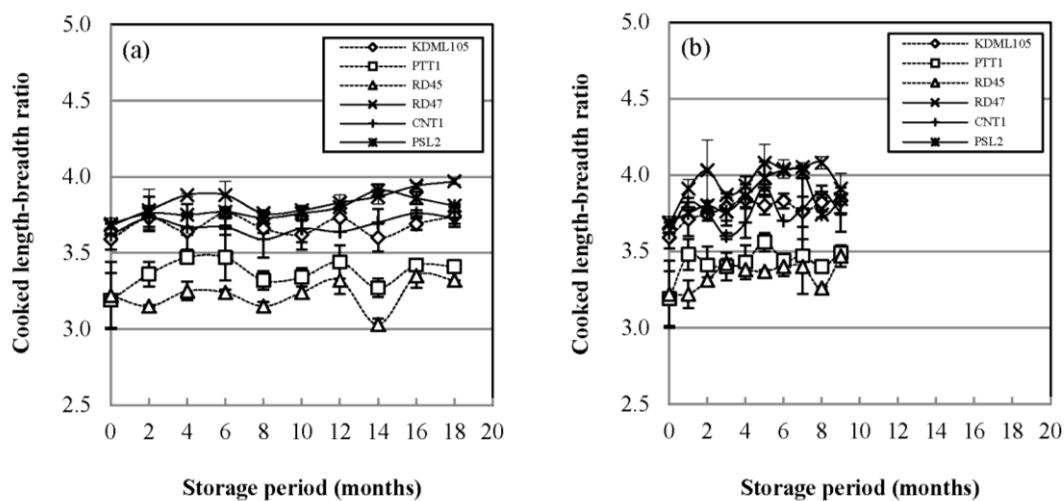 (a)
KDML105
PTT1
RD45
RD47
CNT1
PSL2
5.0
4.5
4.0
3.5
3.0
2.5
0 2 4 6 8 10 12 14 16 18 20
Cooked length-breadth ratio
Storage period (months)
(b)
KDML105
PTT1
RD45
RD47
CNT1
PSL2
5.0
4.5
4.0
3.5
3.0
2.5
0 2 4 6 8 10 12 14 16 18 20
Cooked length-breadth ratio
Storage period (months)